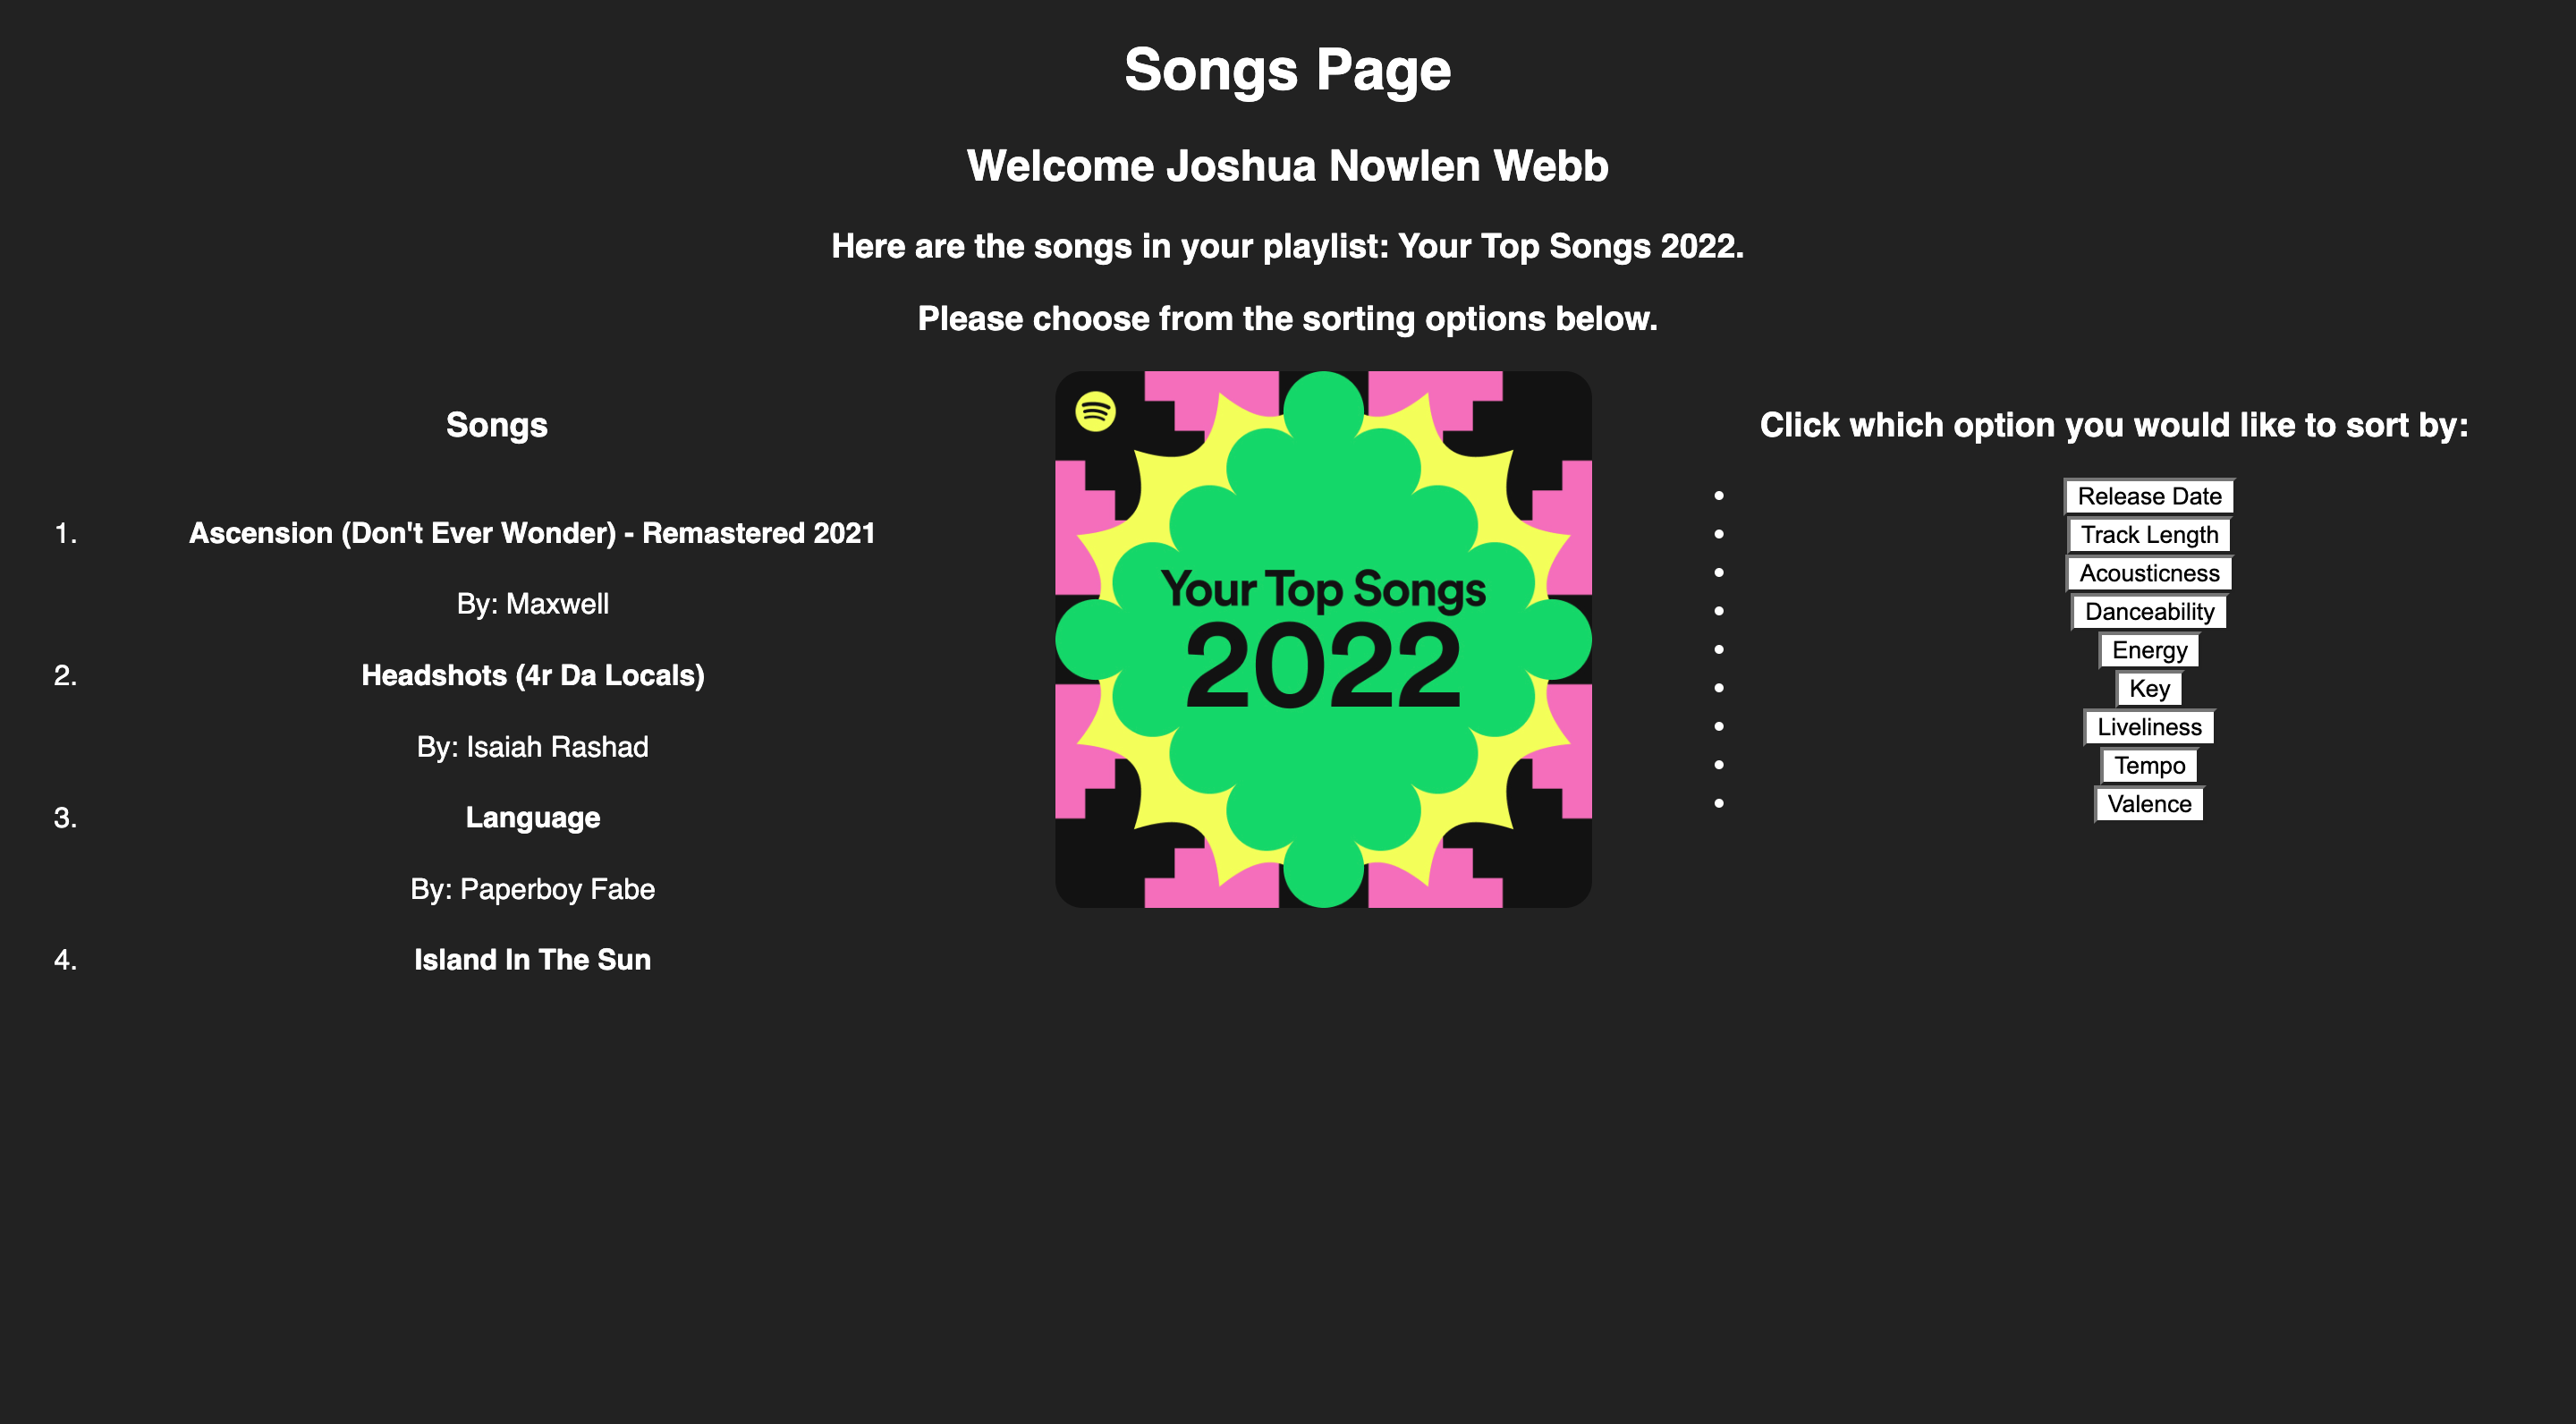 Songs Page
Welcome Joshua Nowlen Webb
Here are the songs in your playlist: Your Top Songs 2022.
Please choose from the sorting options below.
Songs
1. Ascension (Don't Ever Wonder) - Remastered 2021
By: Maxwell
2. Headshots (4r Da Locals)
By: Isaiah Rashad
3. Language
By: Paperboy Fabe
4. Island In The Sun
Your Top Songs
2022
Click which option you would like to sort by:
Release Date
Track Length
Acousticness
Danceability
Energy
Key
Liveliness
Tempo
Valence